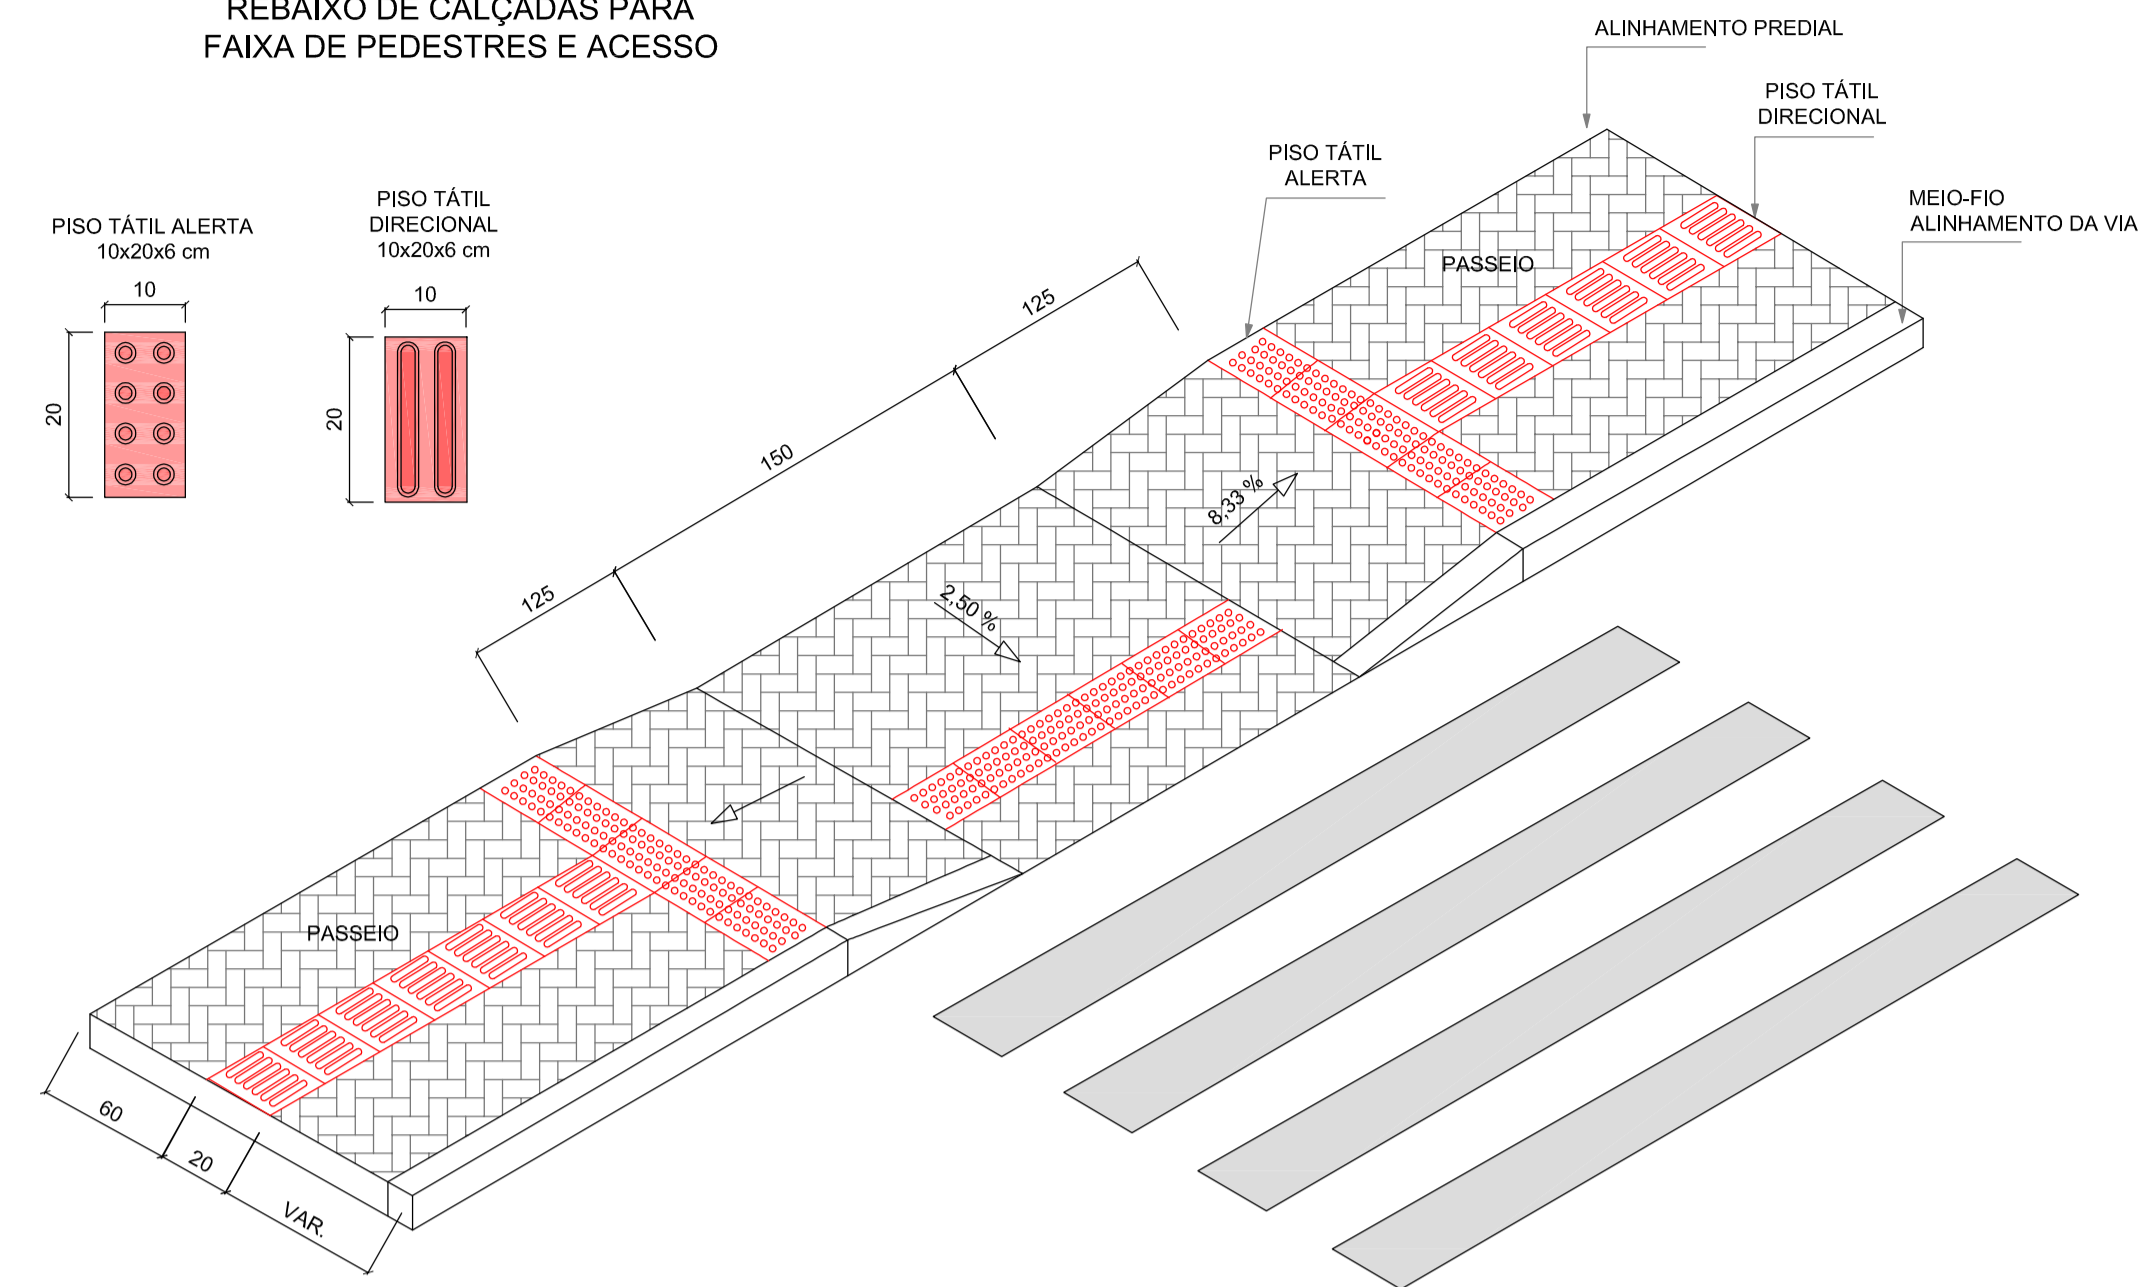 REBAIXO DE CALÇADAS PARA
FAIXA DE PEDESTRES E ACESSO
ALINHAMENTO PREDIAL
PISO TÁTIL
DIRECIONAL
PISO TÁTIL
ALERTA
MEIO-FIO
ALINHAMENTO DA VIA
PISO TÁTIL ALERTA
10x20x6 cm
10
20
PISO TÁTIL
DIRECIONAL
10x20x6 cm
10
20
125
150
125
PASSEIO
8,33 %
2,50 %
PASSEIO
60
20
VAR.